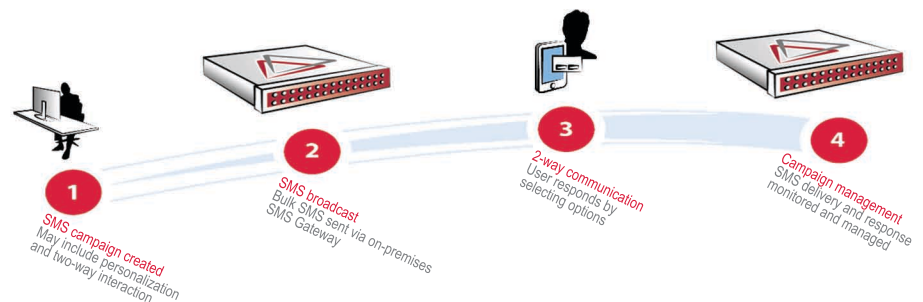 1
SMS campaign created
May include personalization
and two-way interaction
2
SMS broadcast
Bulk SMS sent via on-premises
SMS Gateway
3
2-way communication
User responds by
selecting options
4
Campaign management
SMS delivery and response
monitored and managed